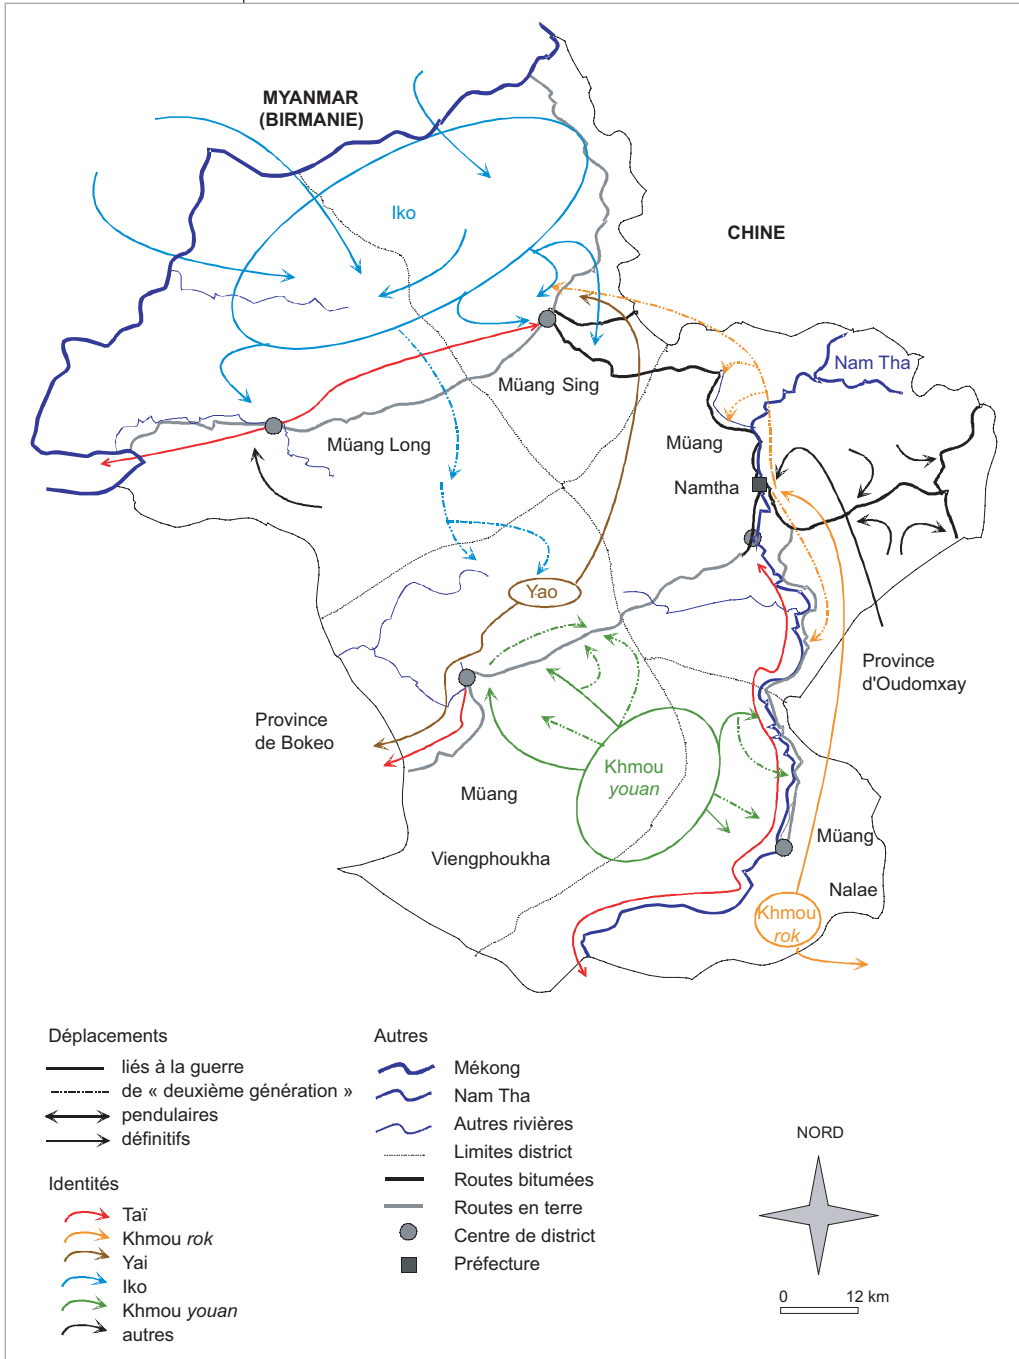 MYANMAR
(BIRMANIE)
Iko
CHINE
Nam Tha
Müang Sing
Müang Long
Müang
Namtha
Yao
Province
d'Oudomxay
Province
de Bokeo
Khmou
youan
Müang
Viengphoukha
Müang
Nalae
Khmou
rok
Déplacements
liés à la guerre
de « deuxième génération »
pendulaires
définitifs
Identités
Taï
Khmou rok
Yai
Iko
Khmou youan
autres
Autres
Mékong
Nam Tha
Autres rivières
Limites district
Routes bitumées
Routes en terre
Centre de district
Préfecture
NORD
0 12 km